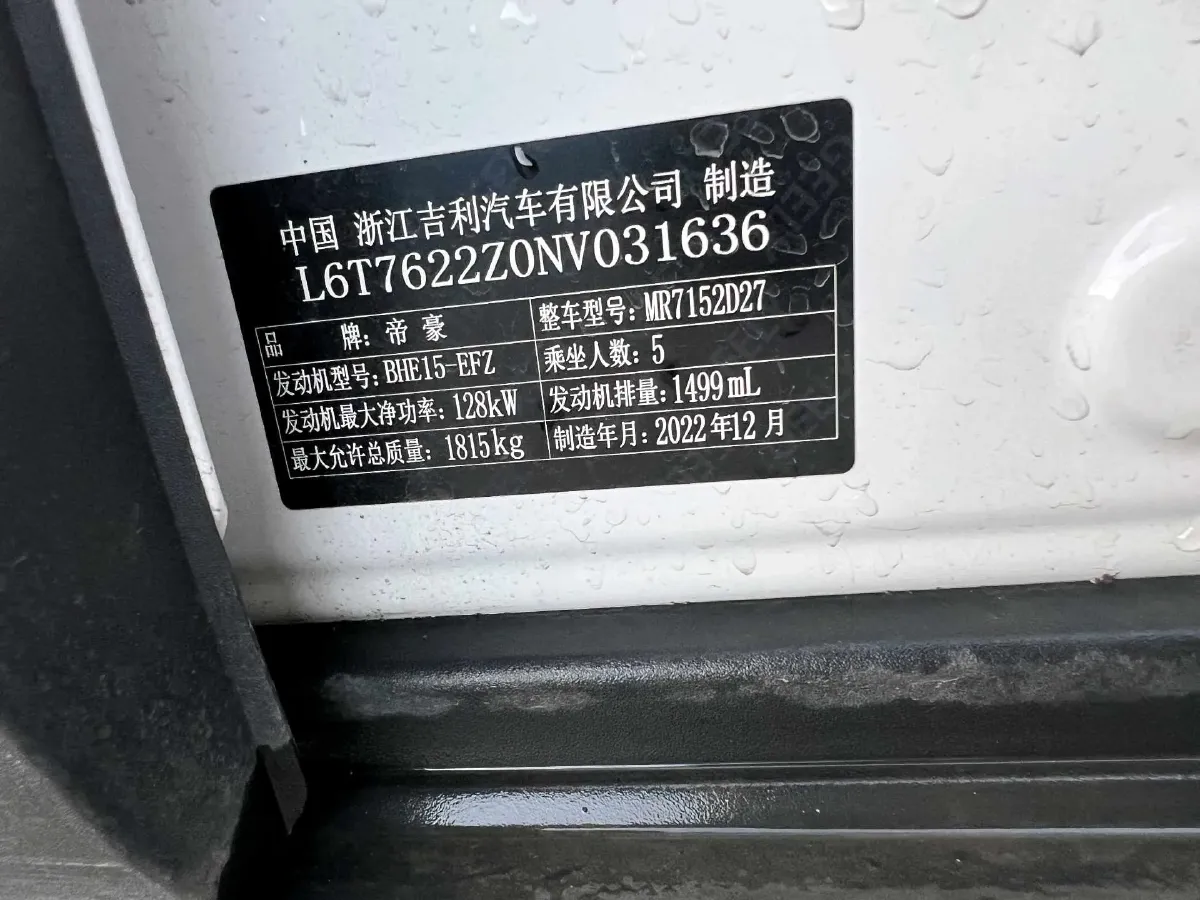 中国 浙江吉利汽车有限公司 制造
L6T7622Z0NV031636
品 牌: 帝豪 整车型号: MR7152D27
发动机型号: BHE15-EFZ 乘坐人数: 5
发动机最大净功率: 128kW 发动机排量: 1499mL
最大允许总质量: 1815kg 制造年月: 2022年12月